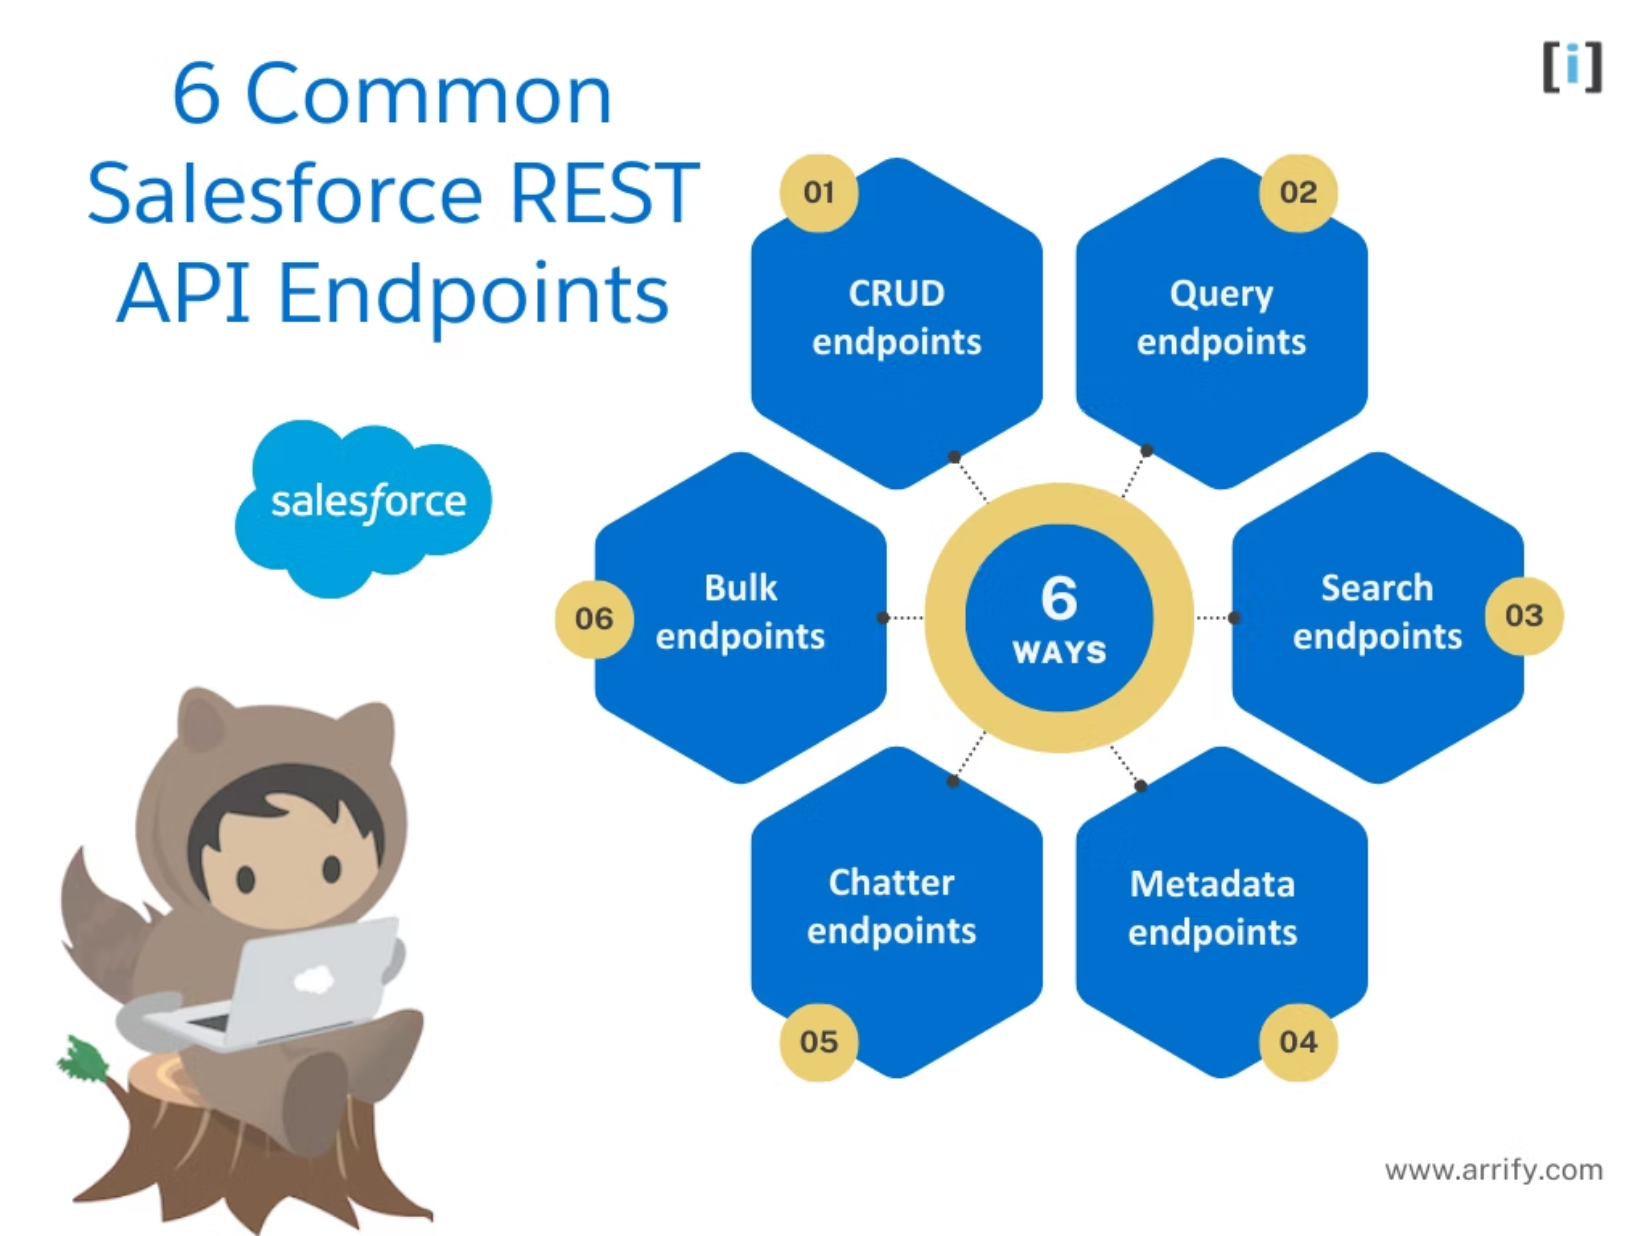 6 Common
Salesforce REST
API Endpoints
[i]
salesforce
01
CRUD
endpoints
02
Query
endpoints
03
Search
endpoints
04
Metadata
endpoints
05
Chatter
endpoints
06
Bulk
endpoints
6
WAYS
www.arrify.com